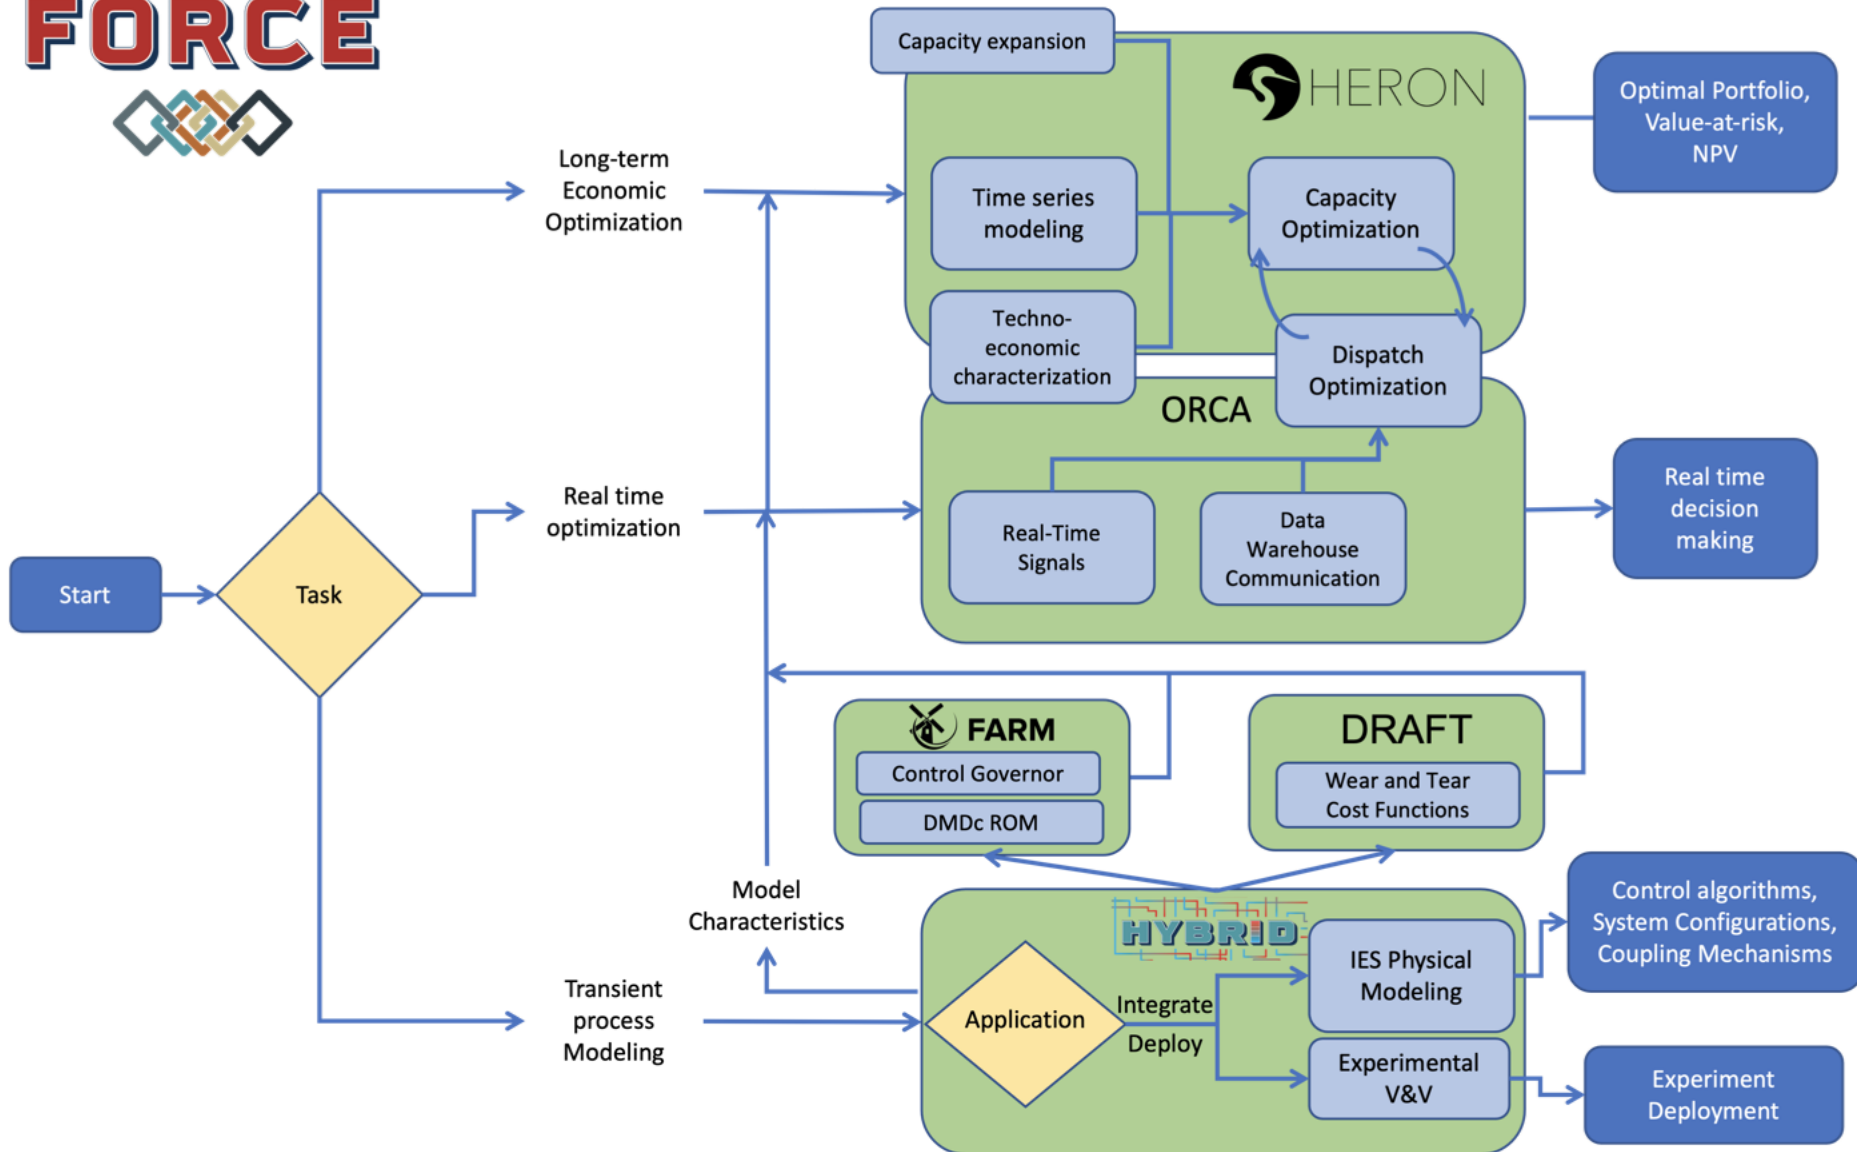 FORCE
Capacity expansion
HERON
Optimal Portfolio,
Value-at-risk,
NPV
Long-term
Economic
Optimization
Time series
modeling
Capacity
Optimization
Techno-
economic
characterization
Dispatch
Optimization
ORCA
Real time
optimization
Real-Time
Signals
Data
Warehouse
Communication
Real time
decision
making
Start
Task
FARM
Control Governor
DMDc ROM
DRAFT
Wear and Tear
Cost Functions
Model
Characteristics
HYBRID
Transient
process
Modeling
Application
Integrate
Deploy
IES Physical
Modeling
Experimental
V&V
Control algorithms,
System Configurations,
Coupling Mechanisms
Experiment
Deployment